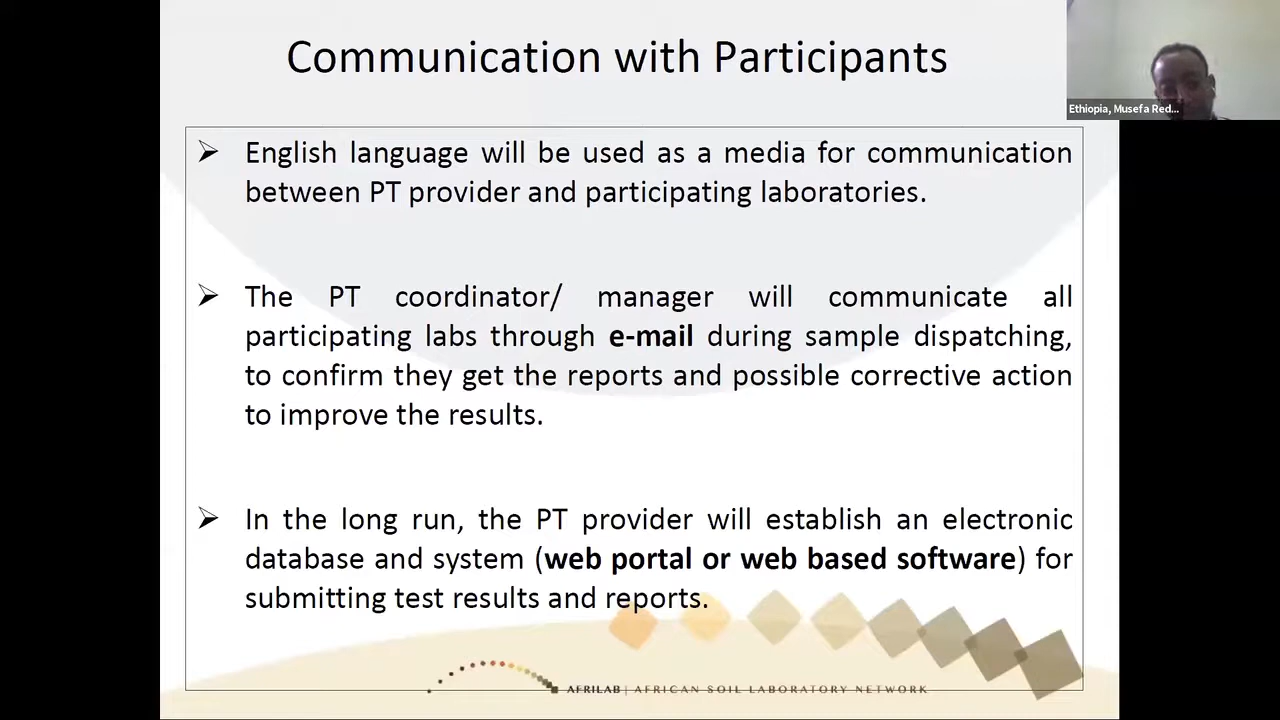 Communication with Participants
Ethiopia, Musefa Red...
➢ English language will be used as a media for communication
between PT provider and participating laboratories.
➢ The PT coordinator/ manager will communicate all
participating labs through e-mail during sample dispatching,
to confirm they get the reports and possible corrective action
to improve the results.
➢ In the long run, the PT provider will establish an electronic
database and system (web portal or web based software) for
submitting test results and reports.
AFRILAB | AFRICAN SOIL LABORATORY NETWORK